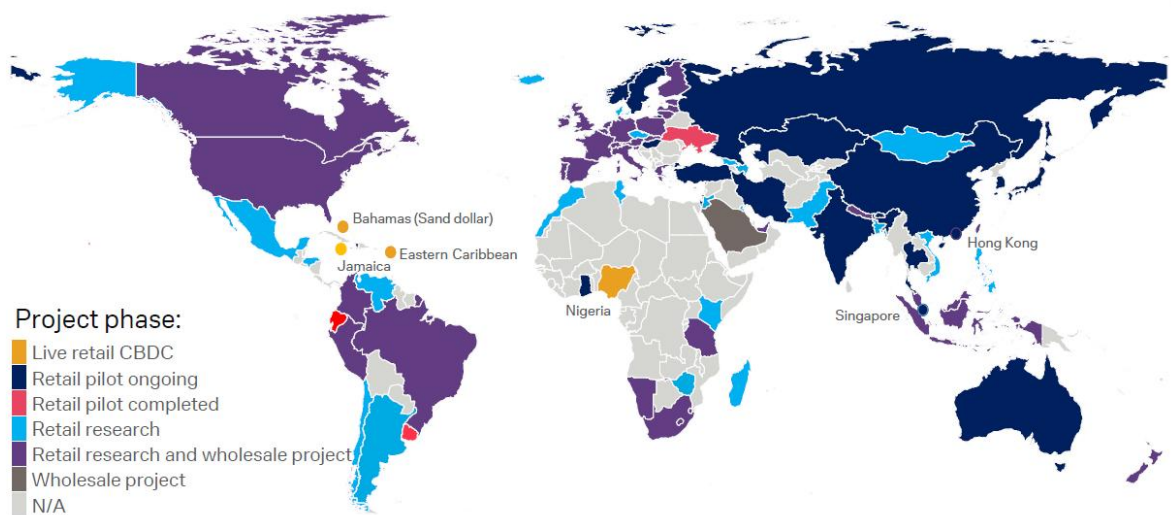 Bahamas (Sand dollar)
Eastern Caribbean
Jamaica
Hong Kong
Nigeria
Singapore
Project phase:
Live retail CBDC
Retail pilot ongoing
Retail pilot completed
Retail research
Retail research and wholesale project
Wholesale project
N/A